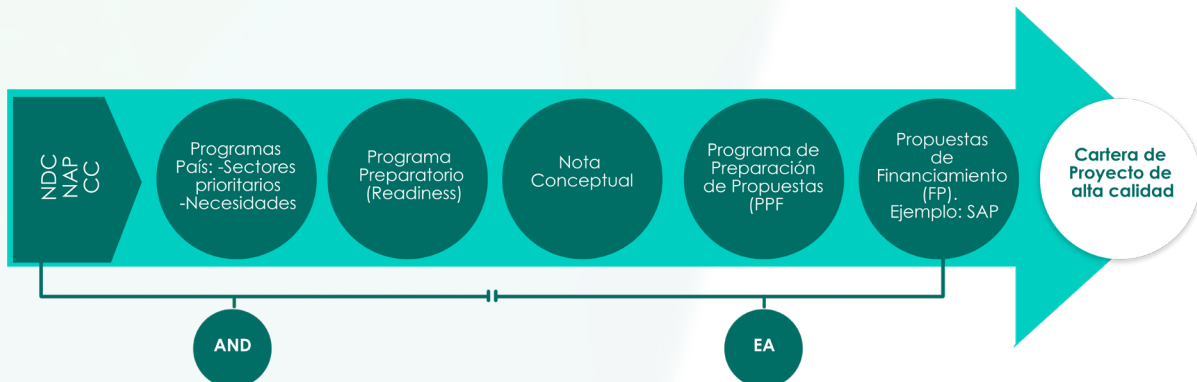 NDC
NAP
CC
Programas
País: -Sectores
prioritarios
-Necesidades
Programa
Preparatorio
(Readiness)
Nota
Conceptual
Programa de
Preparación
de Propuestas
(PPF
Propuestas
de
Financiamiento
(FP).
Ejemplo: SAP
Cartera de
Proyecto de
alta calidad
AND
EA